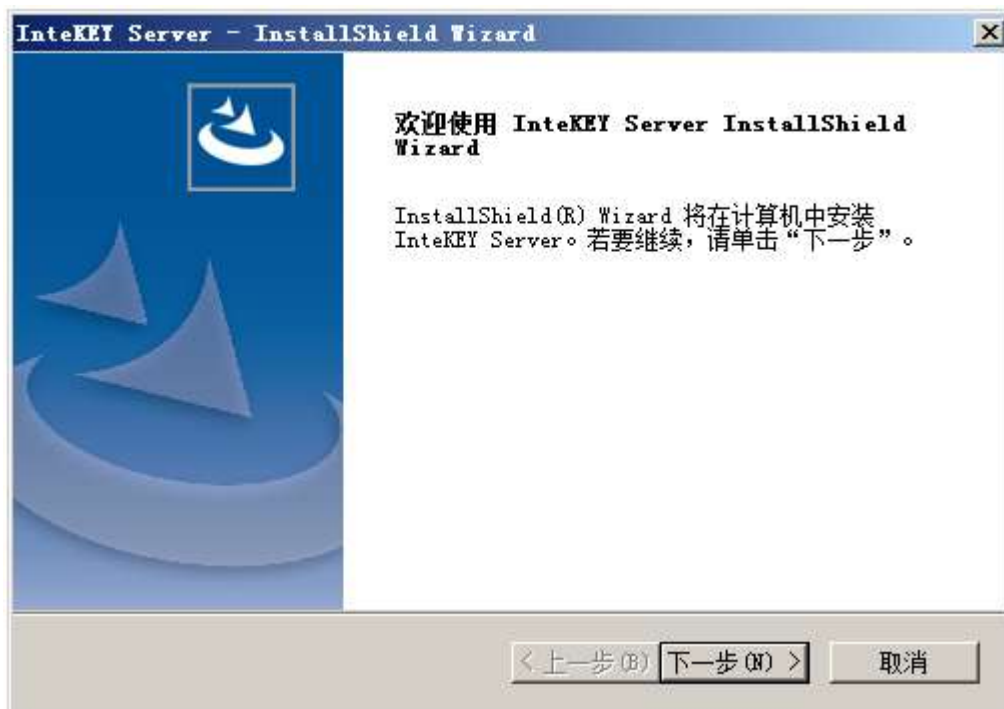 InteKEY Server - InstallShield Wizard
欢迎使用 InteKEY Server InstallShield
Wizard
InstallShield(R) Wizard 将在计算机中安装
InteKEY Server。若要继续，请单击“下一步”。
< 上一步(B)
下一步(N) >
取消